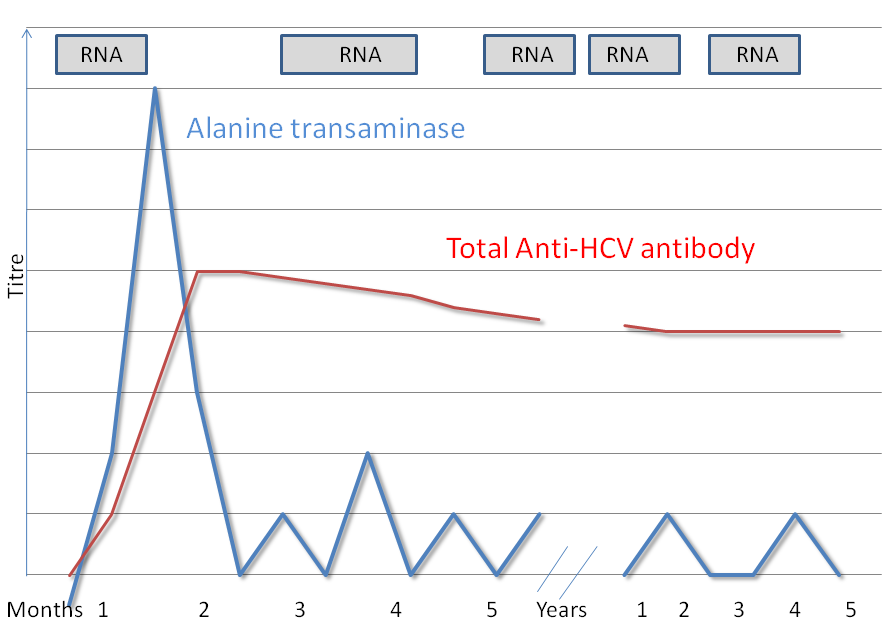 RNA RNA RNA RNA RNA
Alanine transaminase
Total Anti-HCV antibody
Titre
Months 1 2 3 4 5 Years 1 2 3 4 5